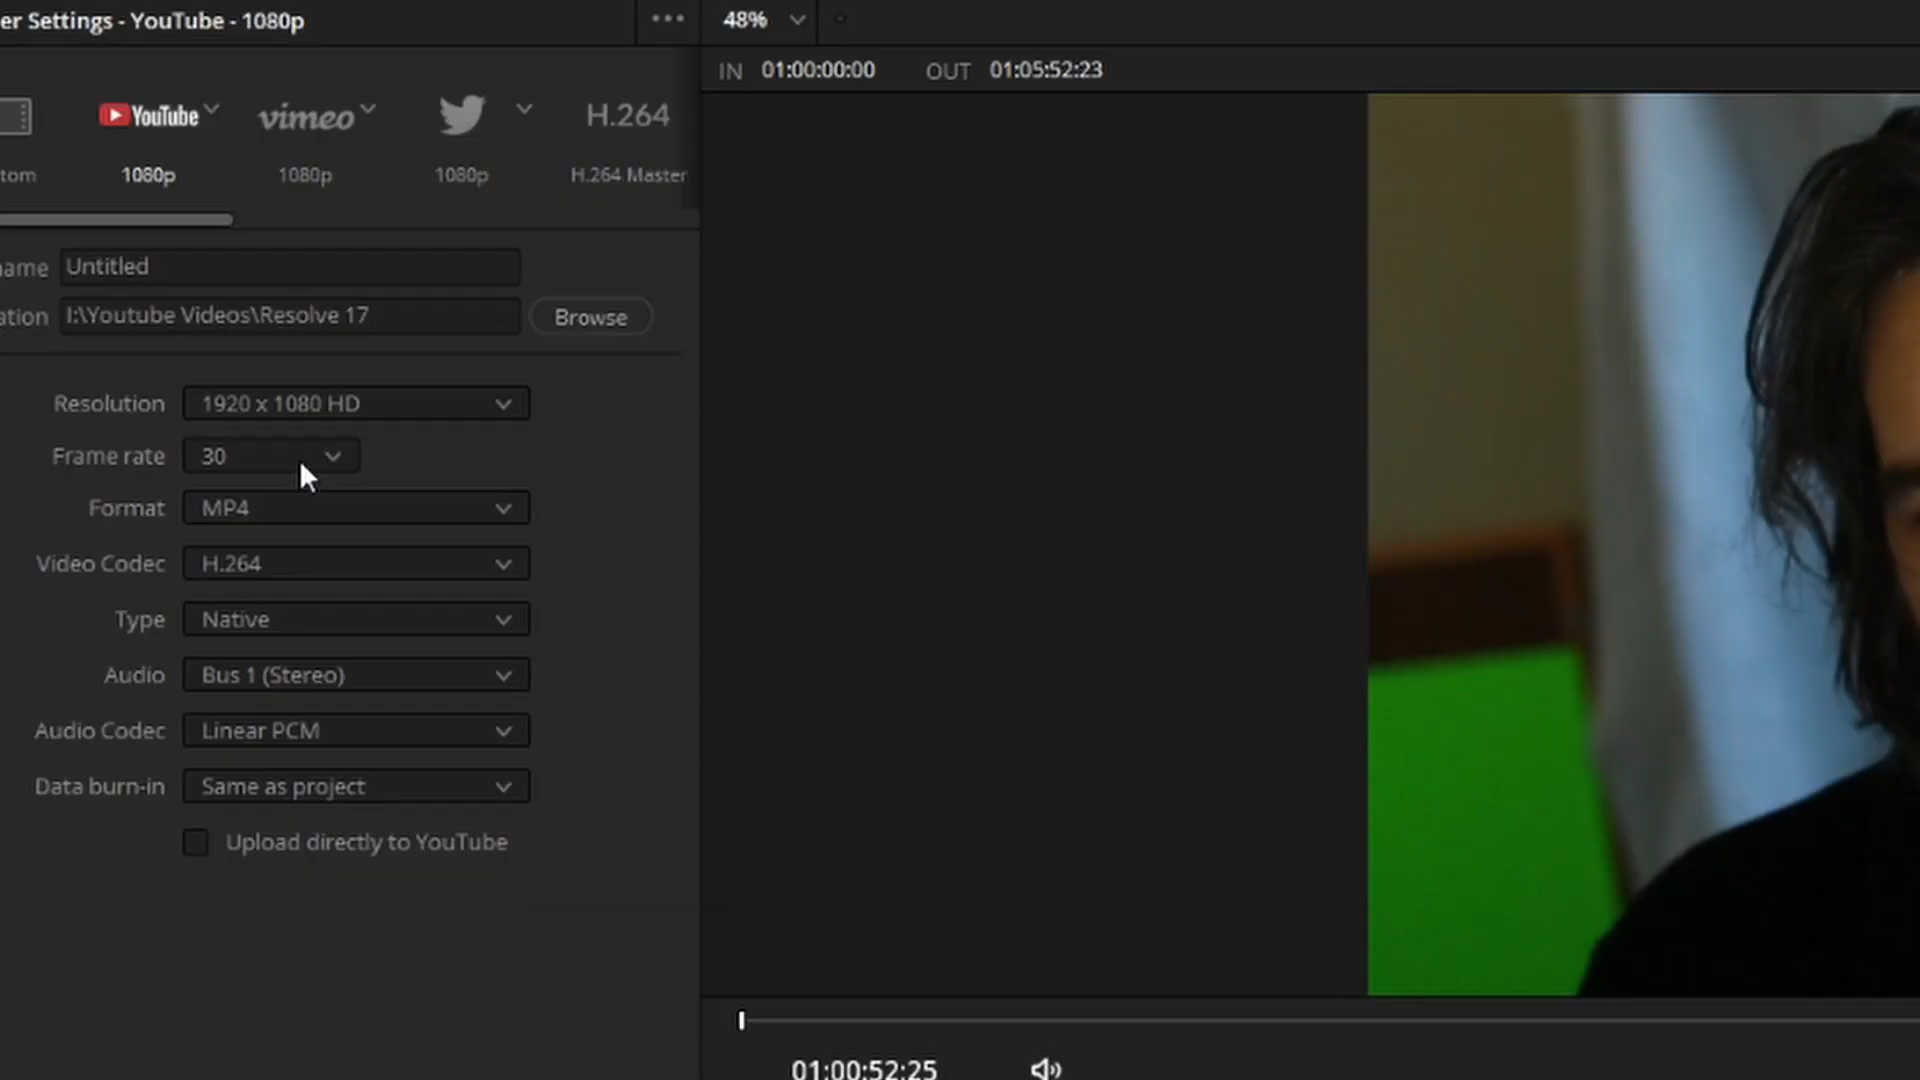 er Settings - YouTube - 1080p
48%
IN 01:00:00:00 OUT 01:05:52:23
YouTube vimeo H.264
tom 1080p 1080p 1080p H.264 Master
ame Untitled
ation I:\Youtube Videos\Resolve 17 Browse
Resolution 1920 x 1080 HD
Frame rate 30
Format MP4
Video Codec H.264
Type Native
Audio Bus 1 (Stereo)
Audio Codec Linear PCM
Data burn-in Same as project
Upload directly to YouTube
01:00:52:25